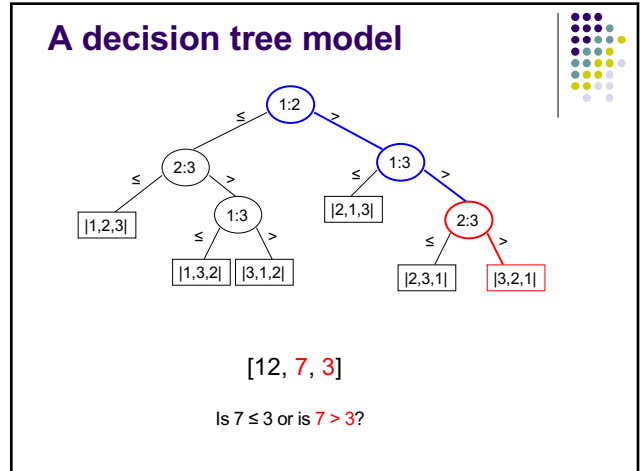 A decision tree model
1:2
≤ >
2:3 1:3
≤ > ≤ >
|1,2,3| 1:3 |2,1,3| 2:3
≤ > ≤ >
|1,3,2| |3,1,2| |2,3,1| |3,2,1|
[12, 7, 3]
Is 7 ≤ 3 or is 7 > 3?